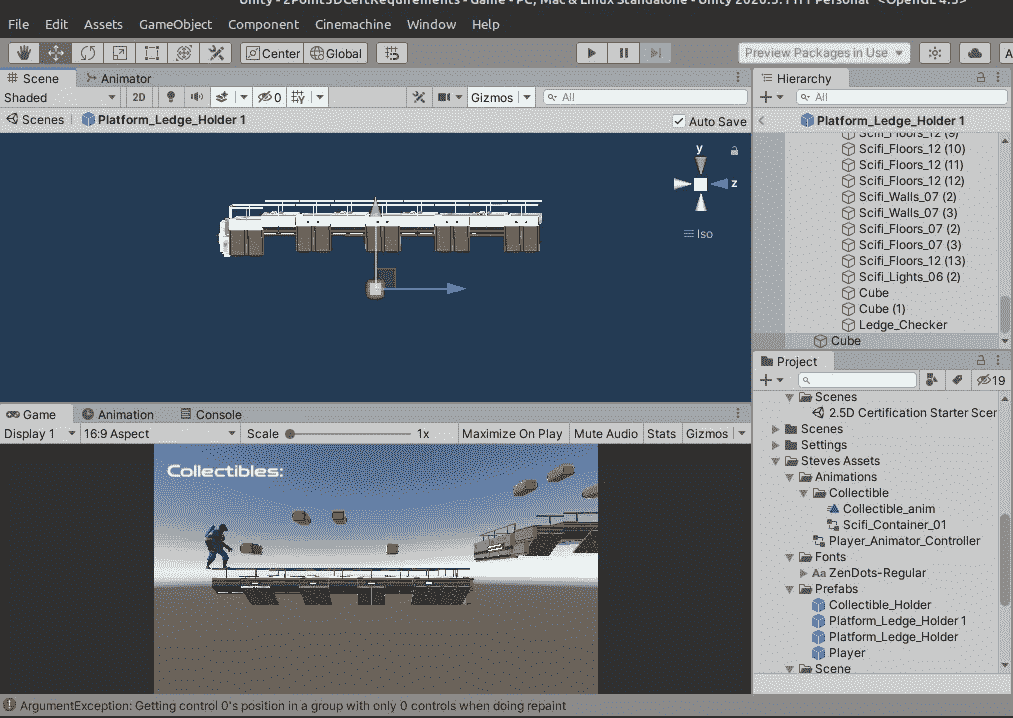 Unity - 2Point5DCertRequirements - Game - PC, Mac & Linux Standalone - Unity 2020.3.11f1 Personal* <OpenGL 4.5>
File Edit Assets GameObject Component Cinemachine Window Help
Center Global Preview Packages in Use A
Scene Animator
Shaded 2D 0 Gizmos All
Scenes Platform_Ledge_Holder 1 Auto Save
y
z
Iso
Hierarchy
All
Platform_Ledge_Holder 1
Scifi_Floors_12 (9)
Scifi_Floors_12 (10)
Scifi_Floors_12 (11)
Scifi_Floors_12 (12)
Scifi_Walls_07 (2)
Scifi_Walls_07 (3)
Scifi_Floors_07 (2)
Scifi_Floors_07 (3)
Scifi_Floors_12 (13)
Scifi_Lights_06 (2)
Cube
Cube (1)
Ledge_Checker
Cube
Game Animation Console
Display 1 16:9 Aspect Scale 1x Maximize On Play Mute Audio Stats Gizmos
Collectibles:
Project
19
Scenes
2.5D Certification Starter Scer
Scenes
Settings
Steves Assets
Animations
Collectible
Collectible_anim
Scifi_Container_01
Player_Animator_Controller
Fonts
Aa ZenDots-Regular
Prefabs
Collectible_Holder
Platform_Ledge_Holder 1
Platform_Ledge_Holder
Player
Scene
ArgumentException: Getting control 0's position in a group with only 0 controls when doing repaint